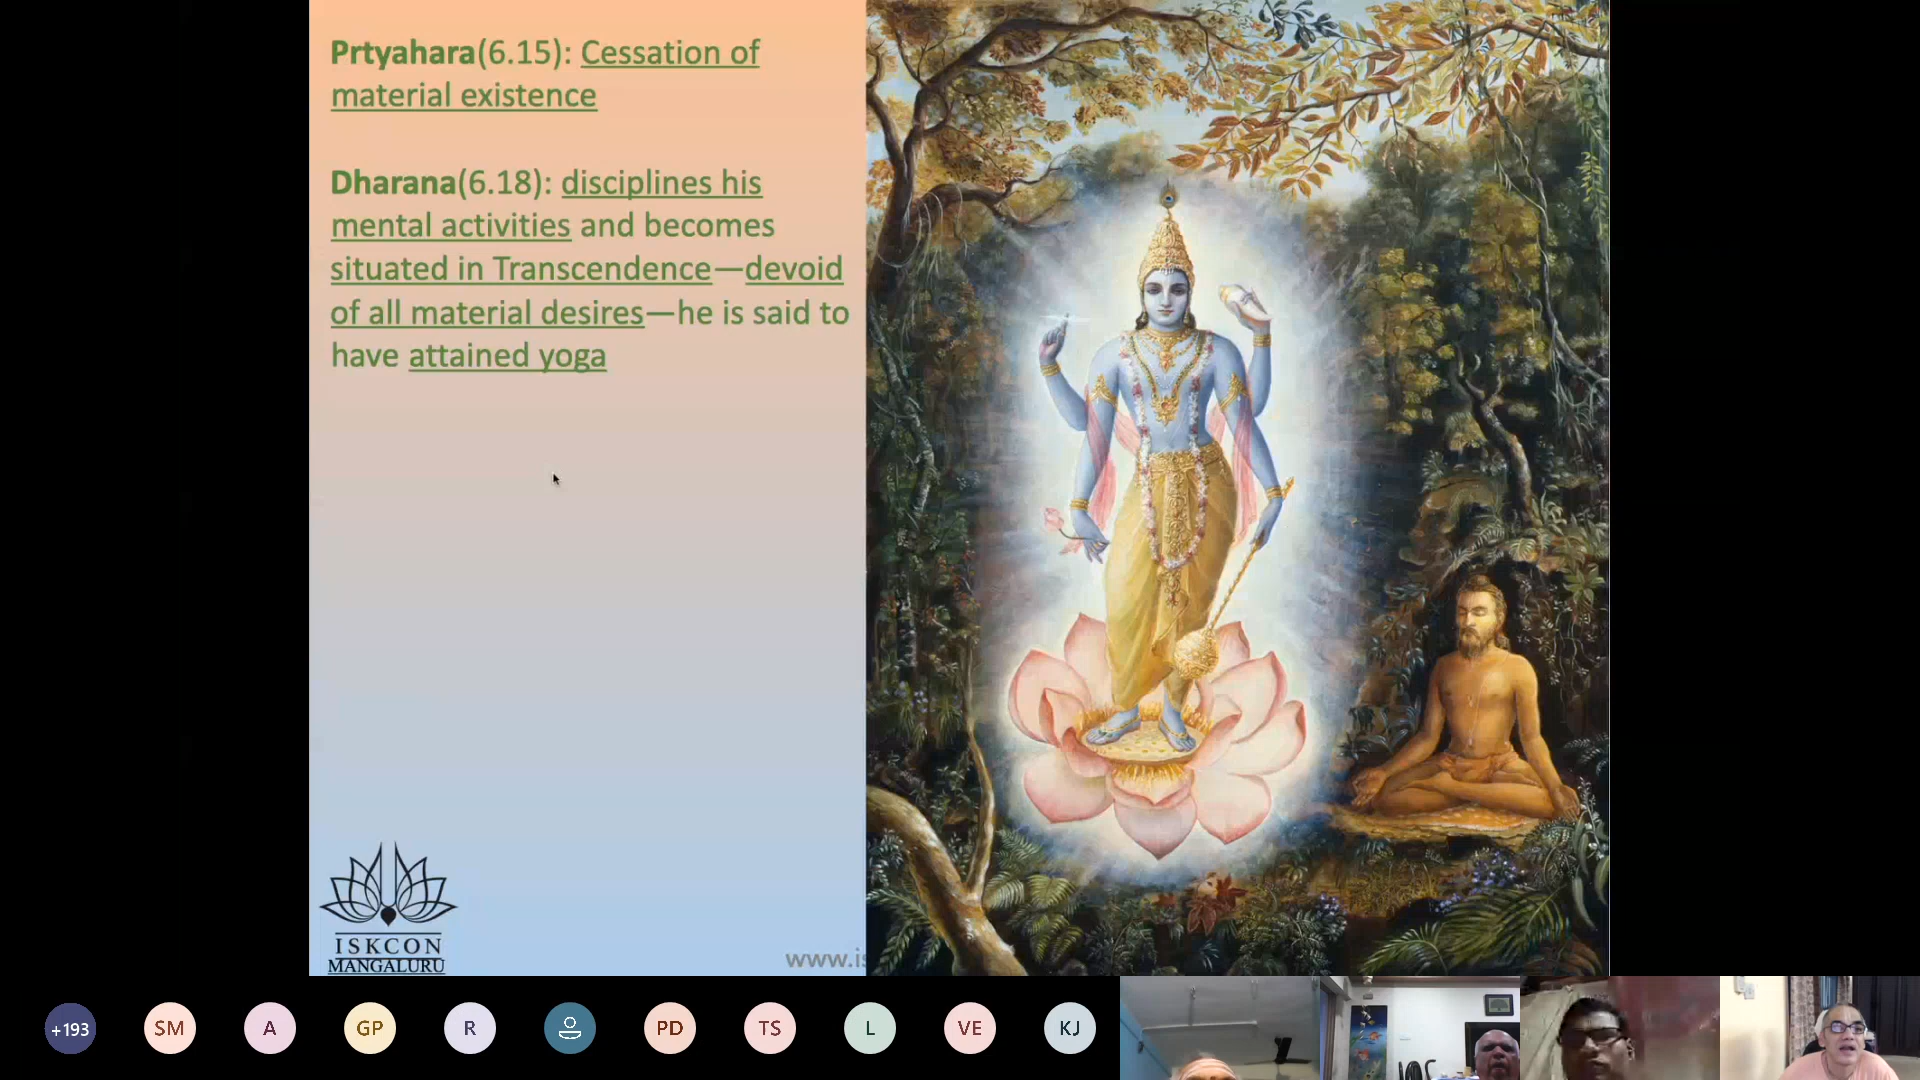 Prtyahara(6.15): Cessation of
material existence
Dharana(6.18): disciplines his
mental activities and becomes
situated in Transcendence—devoid
of all material desires—he is said to
have attained yoga
ISKCON
MANGALURU
www.is
+193
SM
A
GP
R
PD
TS
L
VE
KJ